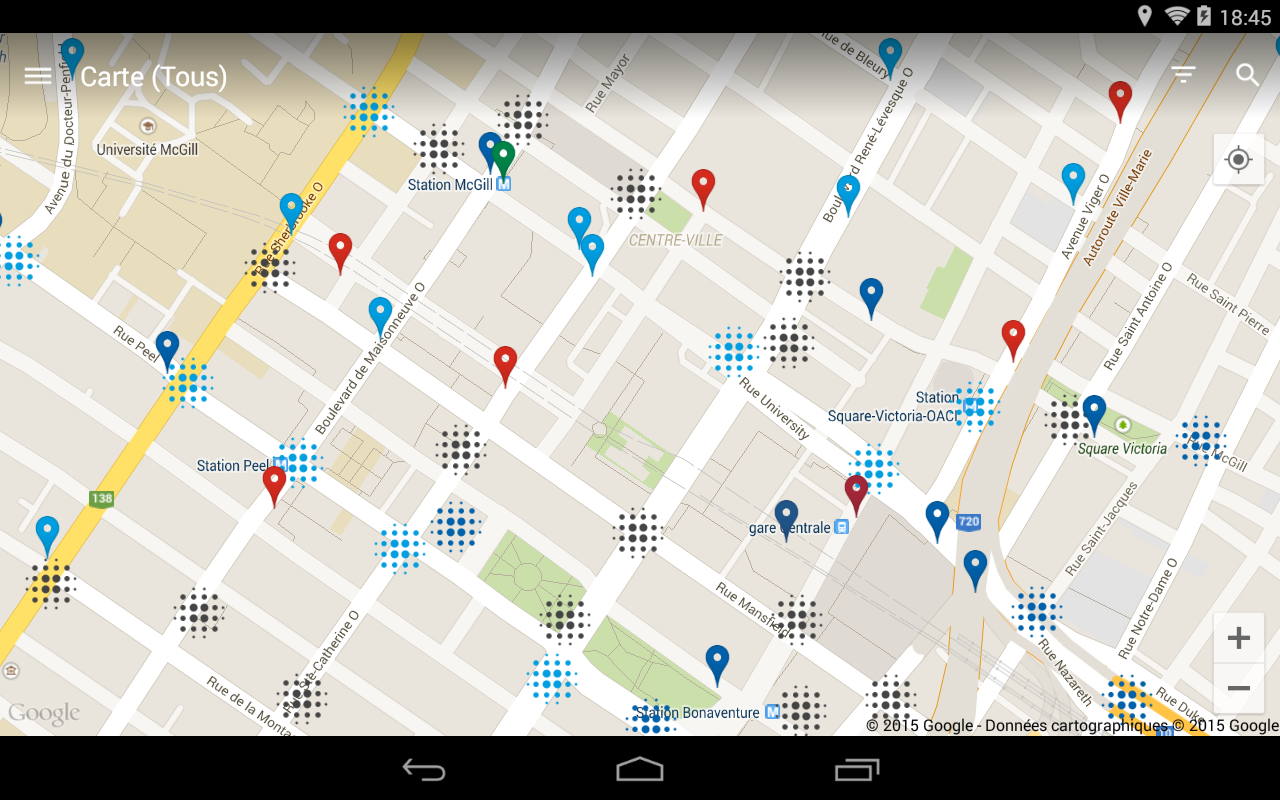 18:45
Carte (Tous)
Rue de Bleury
Rue Mayor
Avenue du Docteur-Penfield
Université McGill
Boulevard René-Lévesque O
Station McGill
M
CENTRE-VILLE
Rue Sherbrooke O
Avenue Viger O
Autoroute Ville-Marie
Rue Saint Antoine O
Rue Saint Pierre
Rue Peel
Boulevard de Maisonneuve O
Rue University
Station
Square-Victoria-OACI
Square Victoria
McGill
Station Peel
138
gare Centrale
720
Rue Saint-Jacques
Rue Notre-Dame O
Rue Mansfield
Ste-Catherine O
Rue Nazareth
Rue de la Monta
Rue Duke
Station Bonaventure
M
10
Google
© 2015 Google - Données cartographiques © 2015 Google